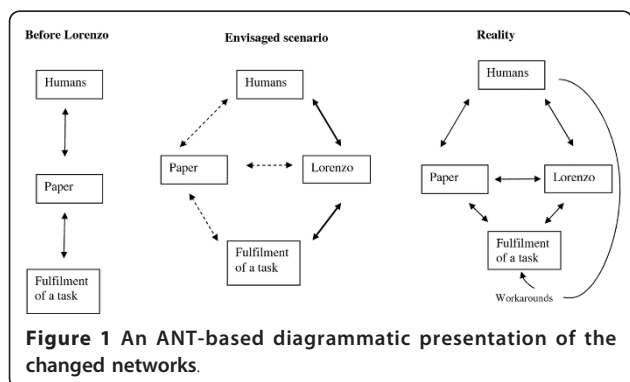 Before Lorenzo
Humans
Paper
Fulfilment
of a task
Envisaged scenario
Humans
Paper
Lorenzo
Fulfilment
of a task
Reality
Humans
Paper
Lorenzo
Fulfilment
of a task
Workarounds
Figure 1 An ANT-based diagrammatic presentation of the
changed networks.